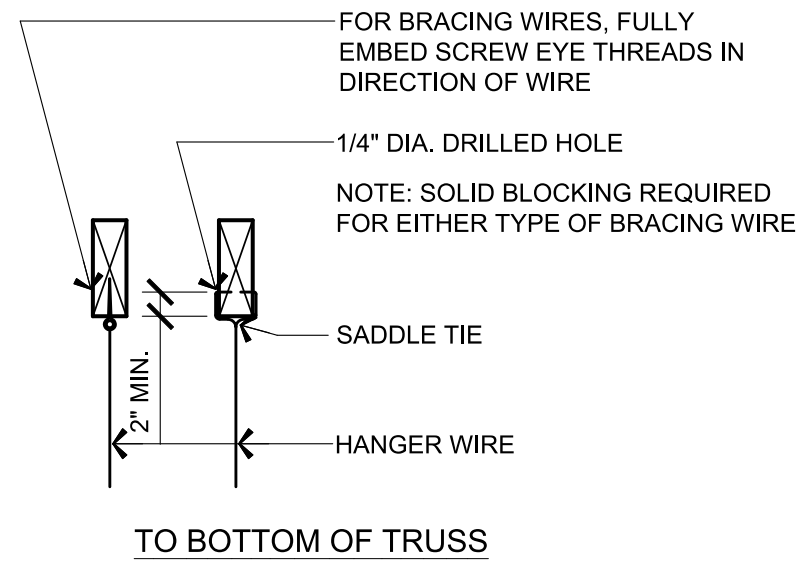 FOR BRACING WIRES, FULLY
EMBED SCREW EYE THREADS IN
DIRECTION OF WIRE
1/4" DIA. DRILLED HOLE
NOTE: SOLID BLOCKING REQUIRED
FOR EITHER TYPE OF BRACING WIRE
SADDLE TIE
2" MIN.
HANGER WIRE
TO BOTTOM OF TRUSS